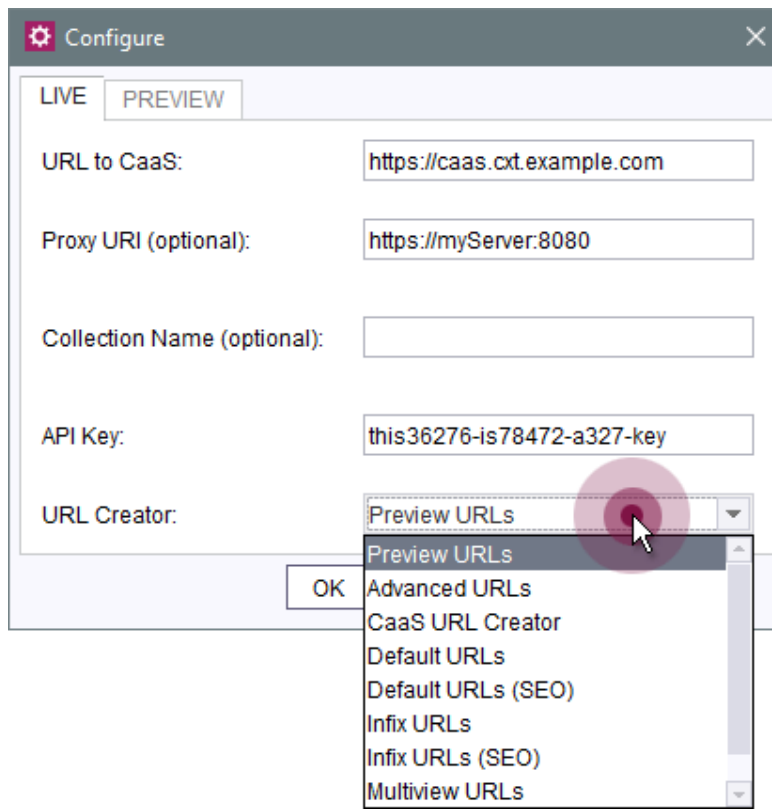 Configure
LIVE PREVIEW
URL to CaaS: https://caas.cxt.example.com
Proxy URI (optional): https://myServer:8080
Collection Name (optional):
API Key: this36276-is78472-a327-key
URL Creator: Preview URLs
Preview URLs
OK Advanced URLs
CaaS URL Creator
Default URLs
Default URLs (SEO)
Infix URLs
Infix URLs (SEO)
Multiview URLs